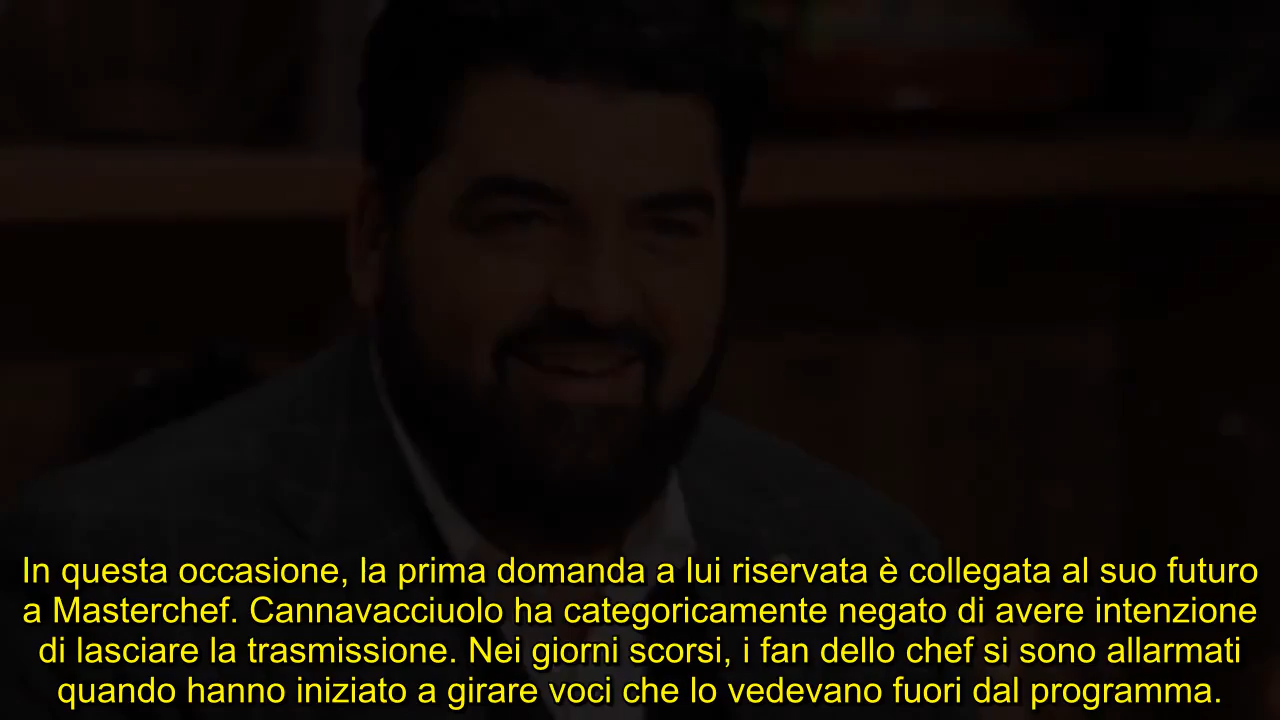 In questa occasione, la prima domanda a lui riservata è collegata al suo futuro
a Masterchef. Cannavacciuolo ha categoricamente negato di avere intenzione
di lasciare la trasmissione. Nei giorni scorsi, i fan dello chef si sono allarmati
quando hanno iniziato a girare voci che lo vedevano fuori dal programma.